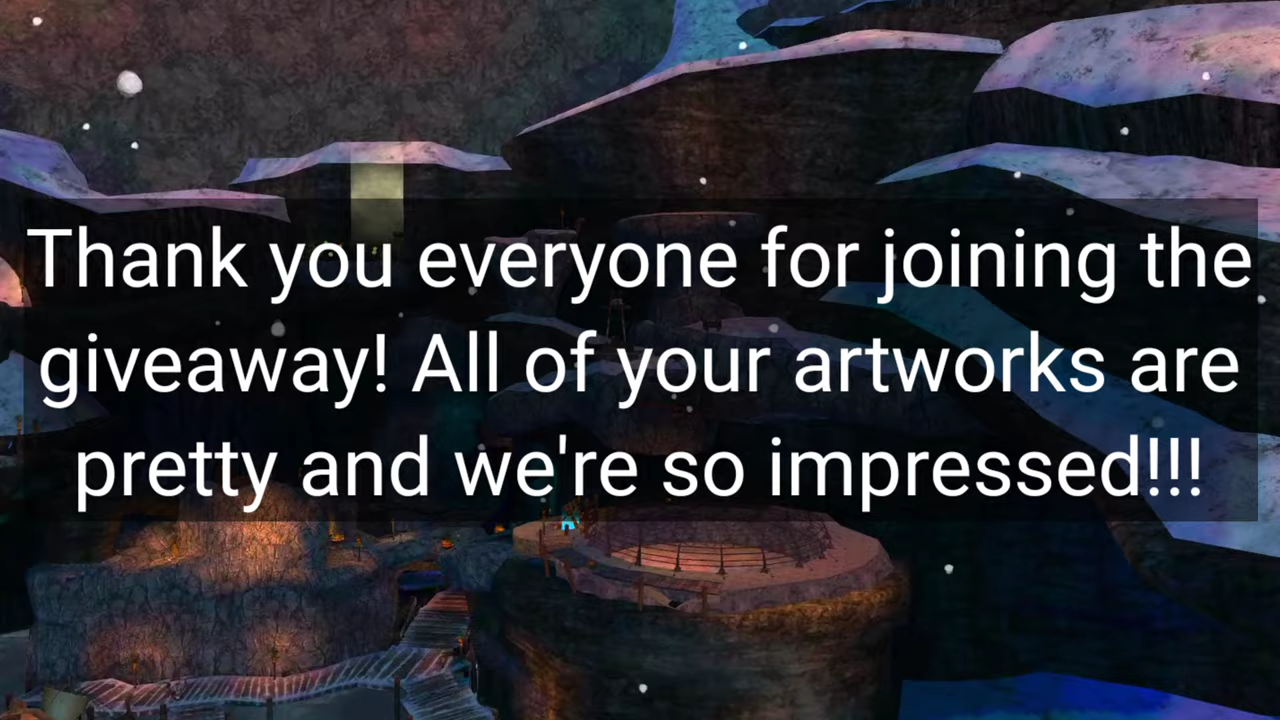 Thank you everyone for joining the
giveaway! All of your artworks are
pretty and we're so impressed!!!